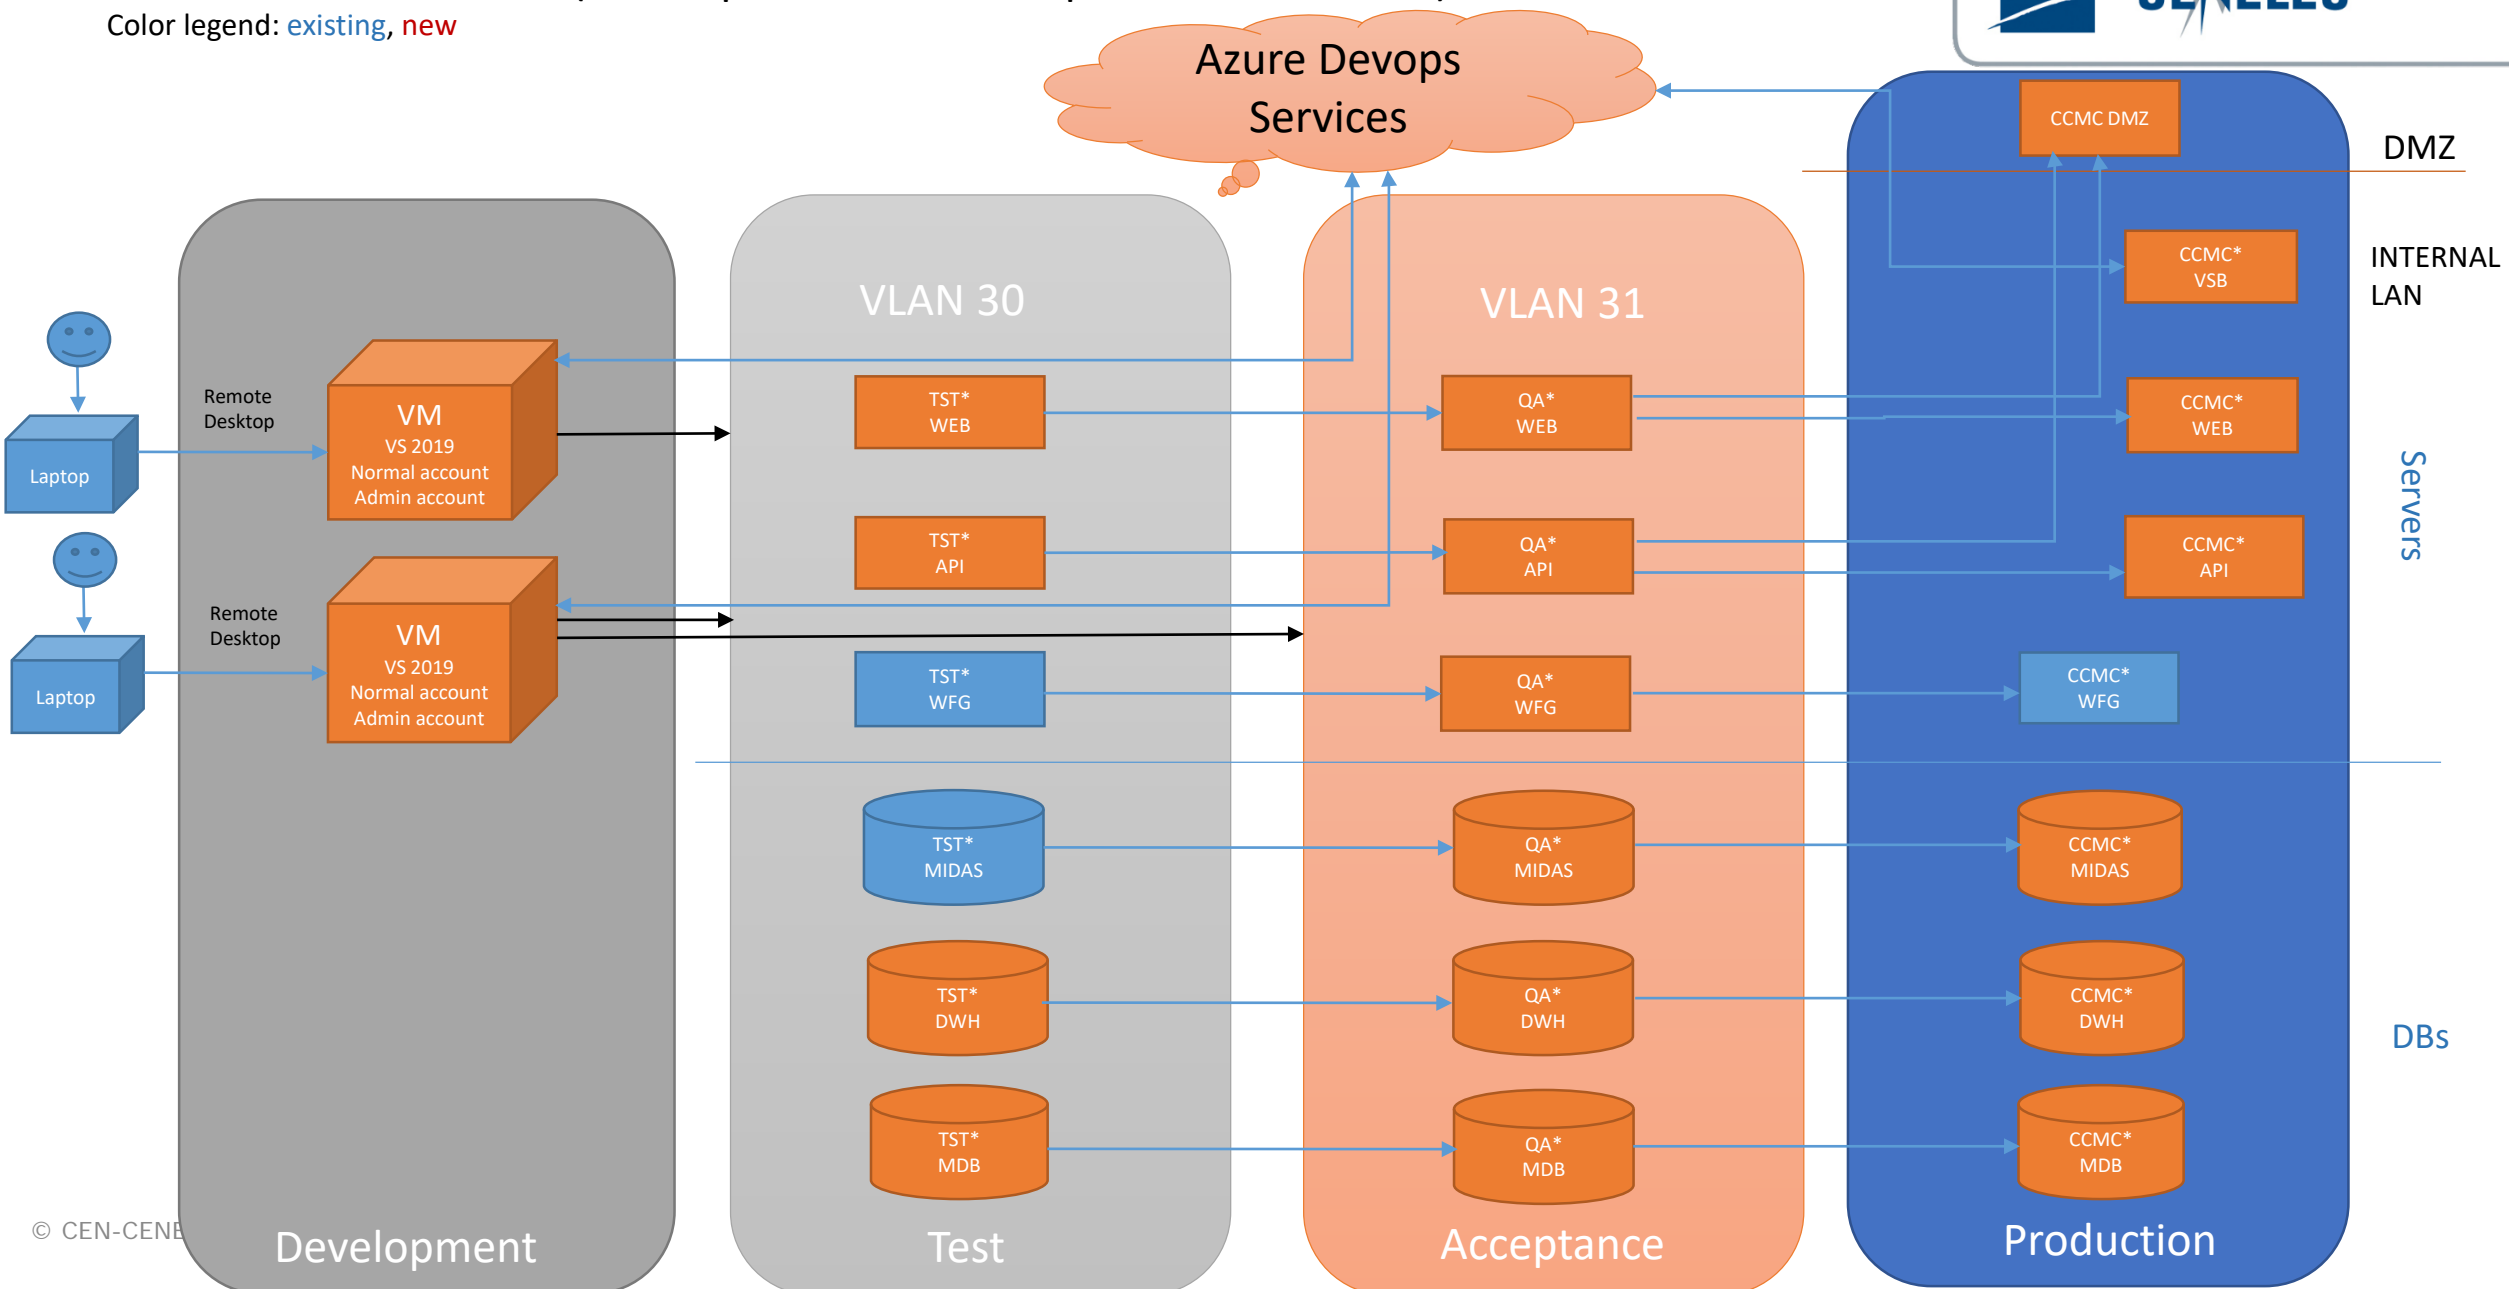 Color legend: existing, new
Azure Devops
Services
CCMC DMZ
DMZ
INTERNAL
LAN
VLAN 30
VLAN 31
CCMC*
VSB
Remote
Desktop
Laptop
VM
VS 2019
Normal account
Admin account
TST*
WEB
QA*
WEB
CCMC*
WEB
Servers
TST*
API
QA*
API
CCMC*
API
Remote
Desktop
Laptop
VM
VS 2019
Normal account
Admin account
TST*
WFG
QA*
WFG
CCMC*
WFG
TST*
MIDAS
QA*
MIDAS
CCMC*
MIDAS
TST*
DWH
QA*
DWH
CCMC*
DWH
DBs
TST*
MDB
QA*
MDB
CCMC*
MDB
© CEN-CENE
Development
Test
Acceptance
Production